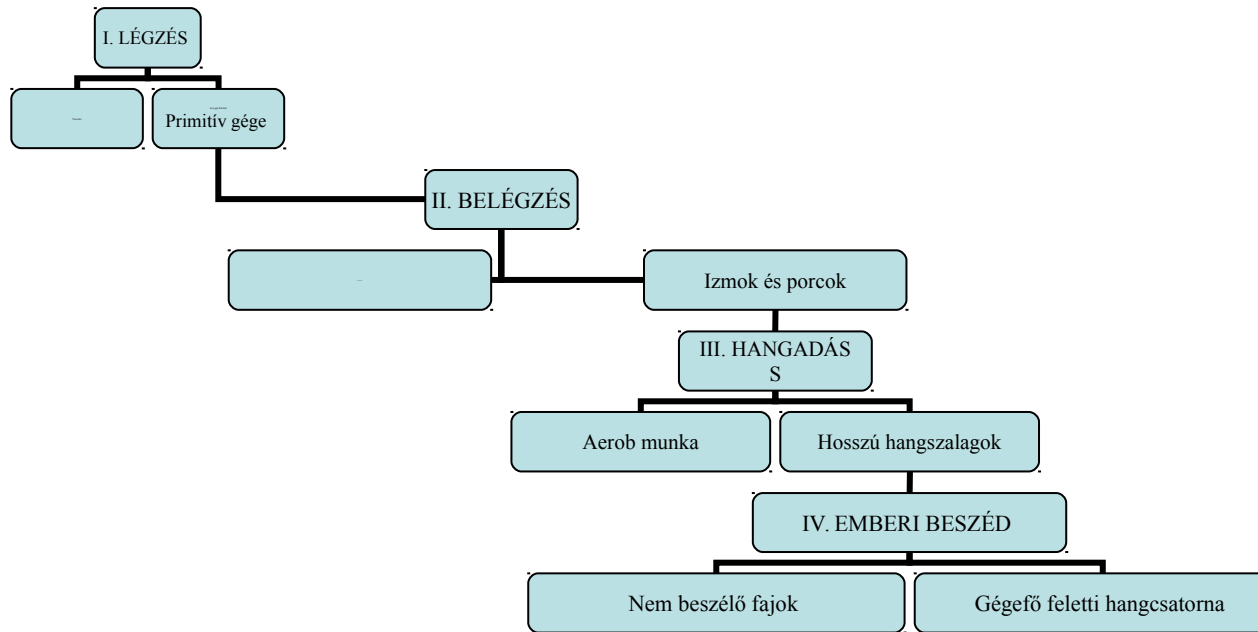 I. LÉGZÉS
Primitív gége
II. BELÉGZÉS
Izmok és porcok
III. HANGADÁS
S
Aerob munka
Hosszú hangszalagok
IV. EMBERI BESZÉD
Nem beszélő fajok
Gégefő feletti hangcsatorna